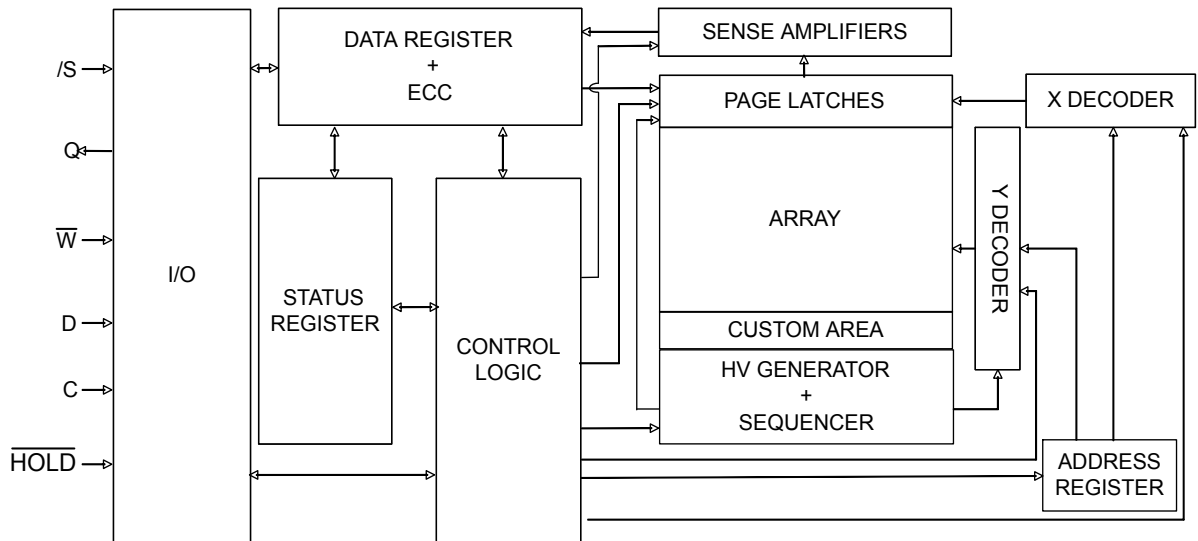 /S
Q
W
D
C
HOLD
I/O
DATA REGISTER
+
ECC
STATUS
REGISTER
CONTROL
LOGIC
SENSE AMPLIFIERS
PAGE LATCHES
ARRAY
CUSTOM AREA
HV GENERATOR
+
SEQUENCER
Y DECODER
X DECODER
ADDRESS
REGISTER